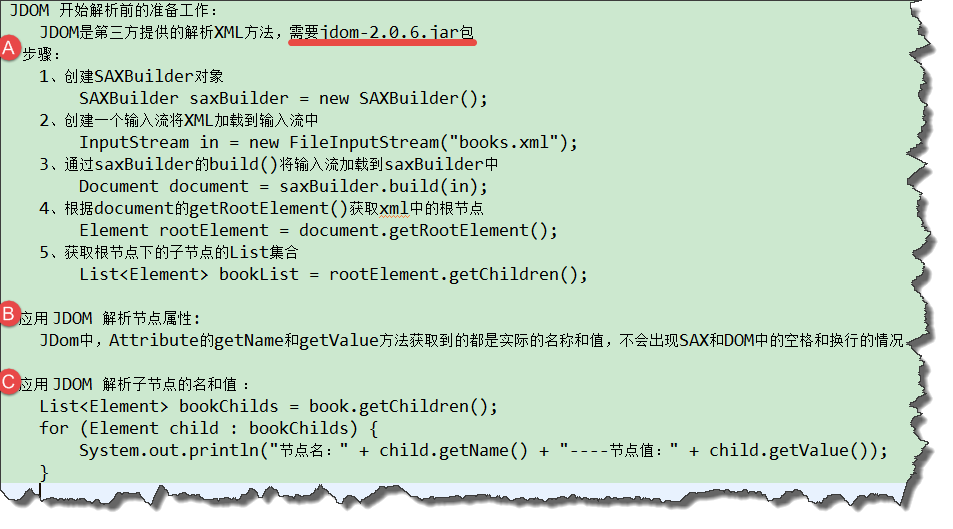 JDOM 开始解析前的准备工作：
JDOM是第三方提供的解析XML方法，需要jdom-2.0.6.jar包
A 步骤：
1、创建SAXBuilder对象
SAXBuilder saxBuilder = new SAXBuilder();
2、创建一个输入流将XML加载到输入流中
InputStream in = new FileInputStream("books.xml");
3、通过saxBuilder的build()将输入流加载到saxBuilder中
Document document = saxBuilder.build(in);
4、根据document的getRootElement()获取xml中的根节点
Element rootElement = document.getRootElement();
5、获取根节点下的子节点的List集合
List<Element> bookList = rootElement.getChildren();
B 应用 JDOM 解析节点属性：
JDom中，Attribute的getName和getValue方法获取到的都是实际的名称和值，不会出现SAX和DOM中的空格和换行的情况
C 应用 JDOM 解析子节点的名和值 ：
List<Element> bookChilds = book.getChildren();
for (Element child : bookChilds) {
System.out.println("节点名：" + child.getName() + "----节点值：" + child.getValue());
}